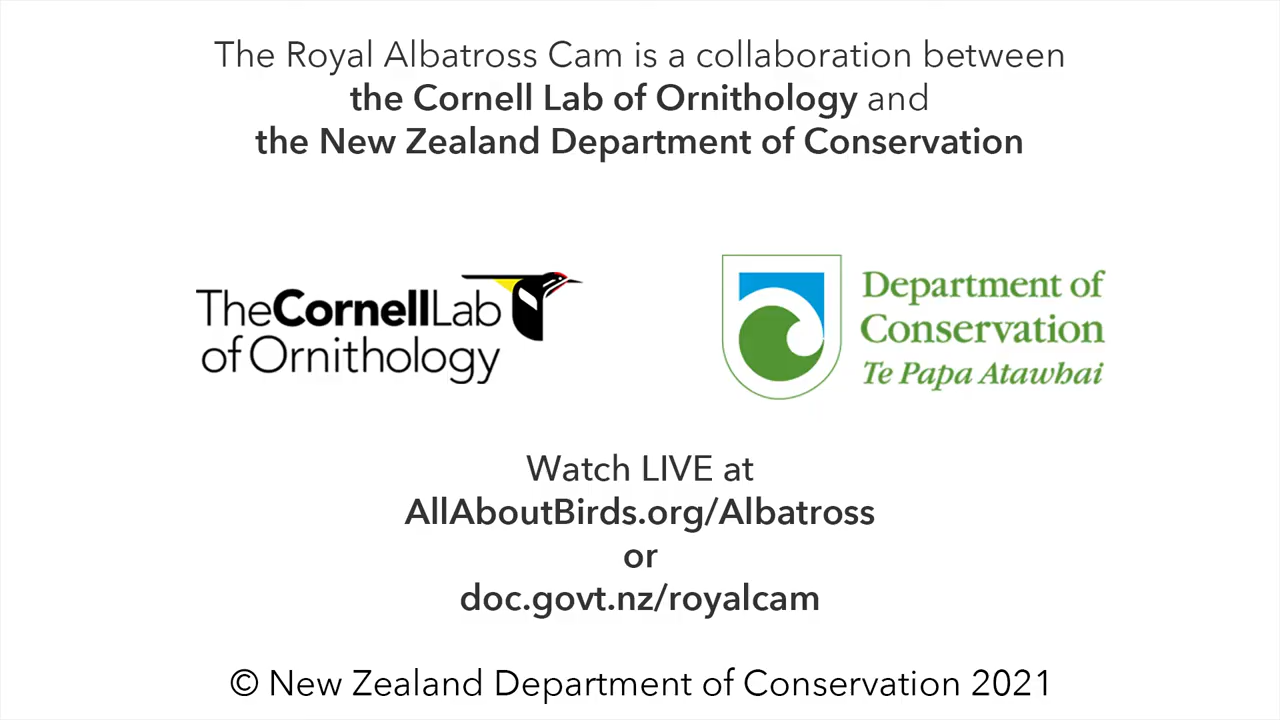 The Royal Albatross Cam is a collaboration between
the Cornell Lab of Ornithology and
the New Zealand Department of Conservation
TheCornellLab
of Ornithology
Department of
Conservation
Te Papa Atawhai
Watch LIVE at
AllAboutBirds.org/Albatross
or
doc.govt.nz/royalcam
© New Zealand Department of Conservation 2021